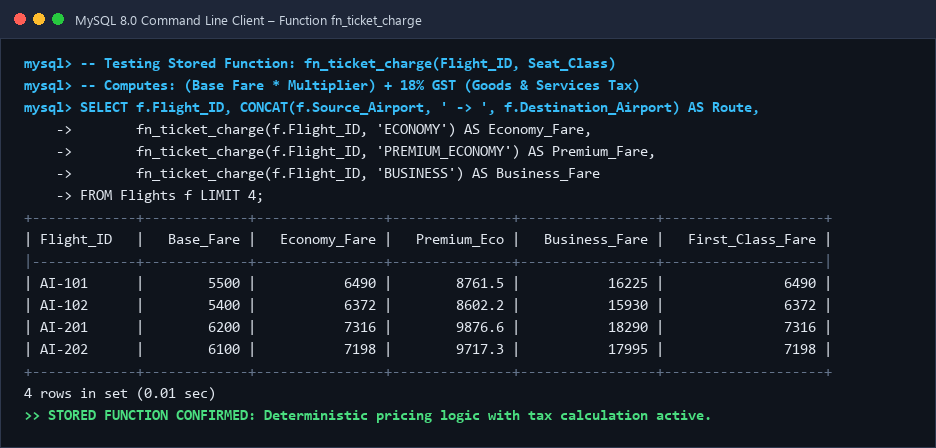 MySQL 8.0 Command Line Client – Function fn_ticket_charge
mysql> -- Testing Stored Function: fn_ticket_charge(Flight_ID, Seat_Class)
mysql> -- Computes: (Base Fare * Multiplier) + 18% GST (Goods & Services Tax)
mysql> SELECT f.Flight_ID, CONCAT(f.Source_Airport, ' -> ', f.Destination_Airport) AS Route,
    ->        fn_ticket_charge(f.Flight_ID, 'ECONOMY') AS Economy_Fare,
    ->        fn_ticket_charge(f.Flight_ID, 'PREMIUM_ECONOMY') AS Premium_Fare,
    ->        fn_ticket_charge(f.Flight_ID, 'BUSINESS') AS Business_Fare
    -> FROM Flights f LIMIT 4;
+-------------+-------------+----------------+---------------+-----------------+--------------------+
| Flight_ID   |   Base_Fare |   Economy_Fare |   Premium_Eco |   Business_Fare |   First_Class_Fare |
|-------------+-------------+----------------+---------------+-----------------+--------------------|
| AI-101      |        5500 |           6490 |        8761.5 |           16225 |               6490 |
| AI-102      |        5400 |           6372 |        8602.2 |           15930 |               6372 |
| AI-201      |        6200 |           7316 |        9876.6 |           18290 |               7316 |
| AI-202      |        6100 |           7198 |        9717.3 |           17995 |               7198 |
+-------------+-------------+----------------+---------------+-----------------+--------------------+
4 rows in set (0.01 sec)
>> STORED FUNCTION CONFIRMED: Deterministic pricing logic with tax calculation active.